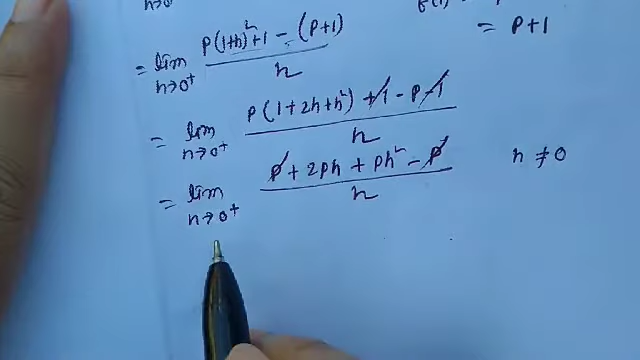 h→0
= lim h→0⁺ (p(1+h)²+1 - (p+1))/h
= p+1
= lim h→0⁺ (p(1+2h+h²) + 1 - p - 1)/h
= lim h→0⁺ (p + 2ph + ph² - p)/h h ≠ 0